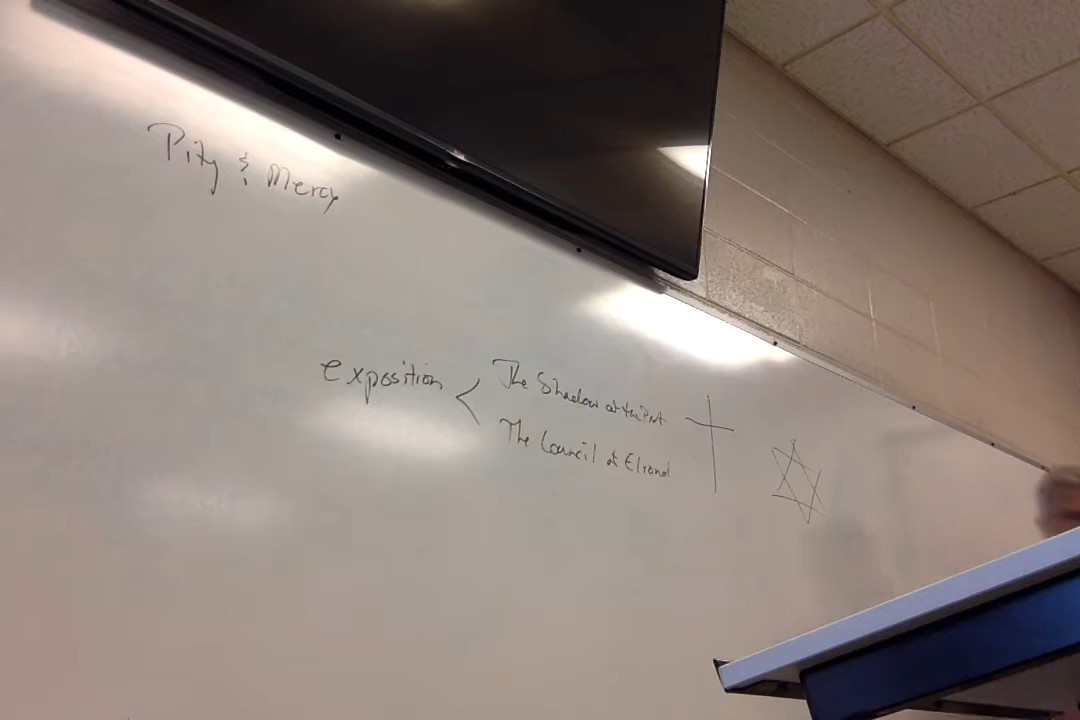 Pity & Mercy
exposition <
The Shadow of the Past
The Council of Elrond